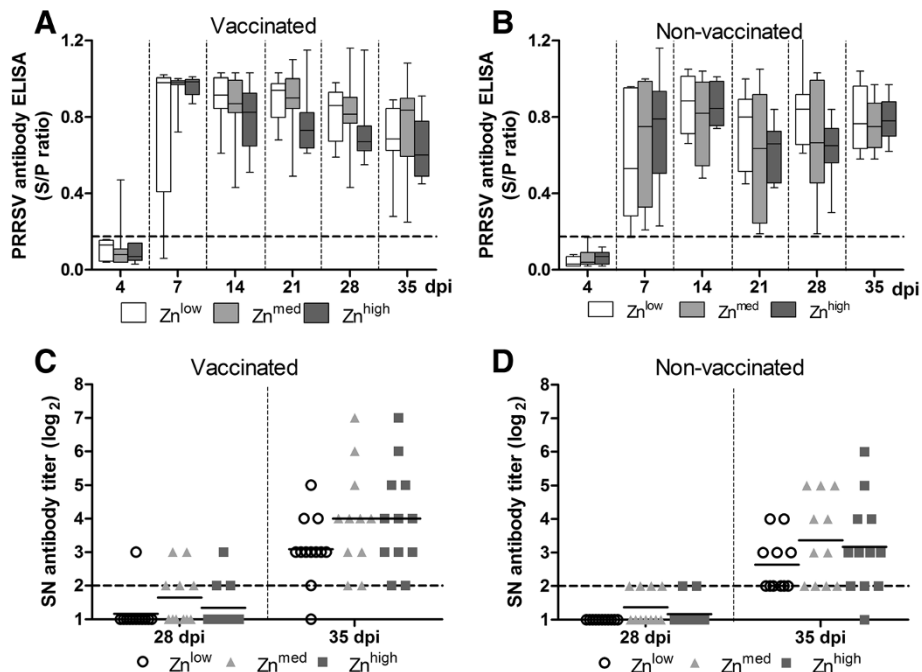 A
Vaccinated
PRRSV antibody ELISA
(S/P ratio)
1.2
0.8
0.4
0.0
4 7 14 21 28 35 dpi
Zn^low Zn^med Zn^high
B
Non-vaccinated
PRRSV antibody ELISA
(S/P ratio)
1.2
0.8
0.4
0.0
4 7 14 21 28 35 dpi
Zn^low Zn^med Zn^high
C
Vaccinated
SN antibody titer (log₂)
8
7
6
5
4
3
2
1
28 dpi 35 dpi
Zn^low Zn^med Zn^high
D
Non-vaccinated
SN antibody titer (log₂)
8
7
6
5
4
3
2
1
28 dpi 35 dpi
Zn^low Zn^med Zn^high